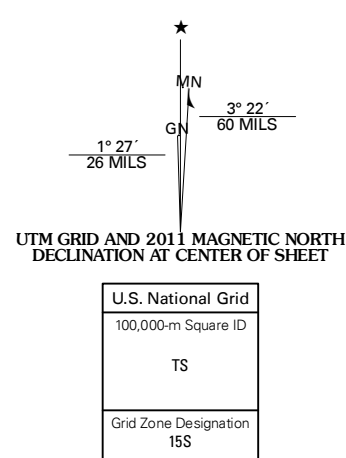 ★
MN
GN
3° 22´
60 MILS
1° 27´
26 MILS
UTM GRID AND 2011 MAGNETIC NORTH
DECLINATION AT CENTER OF SHEET
U.S. National Grid
100,000-m Square ID
TS
Grid Zone Designation
15S